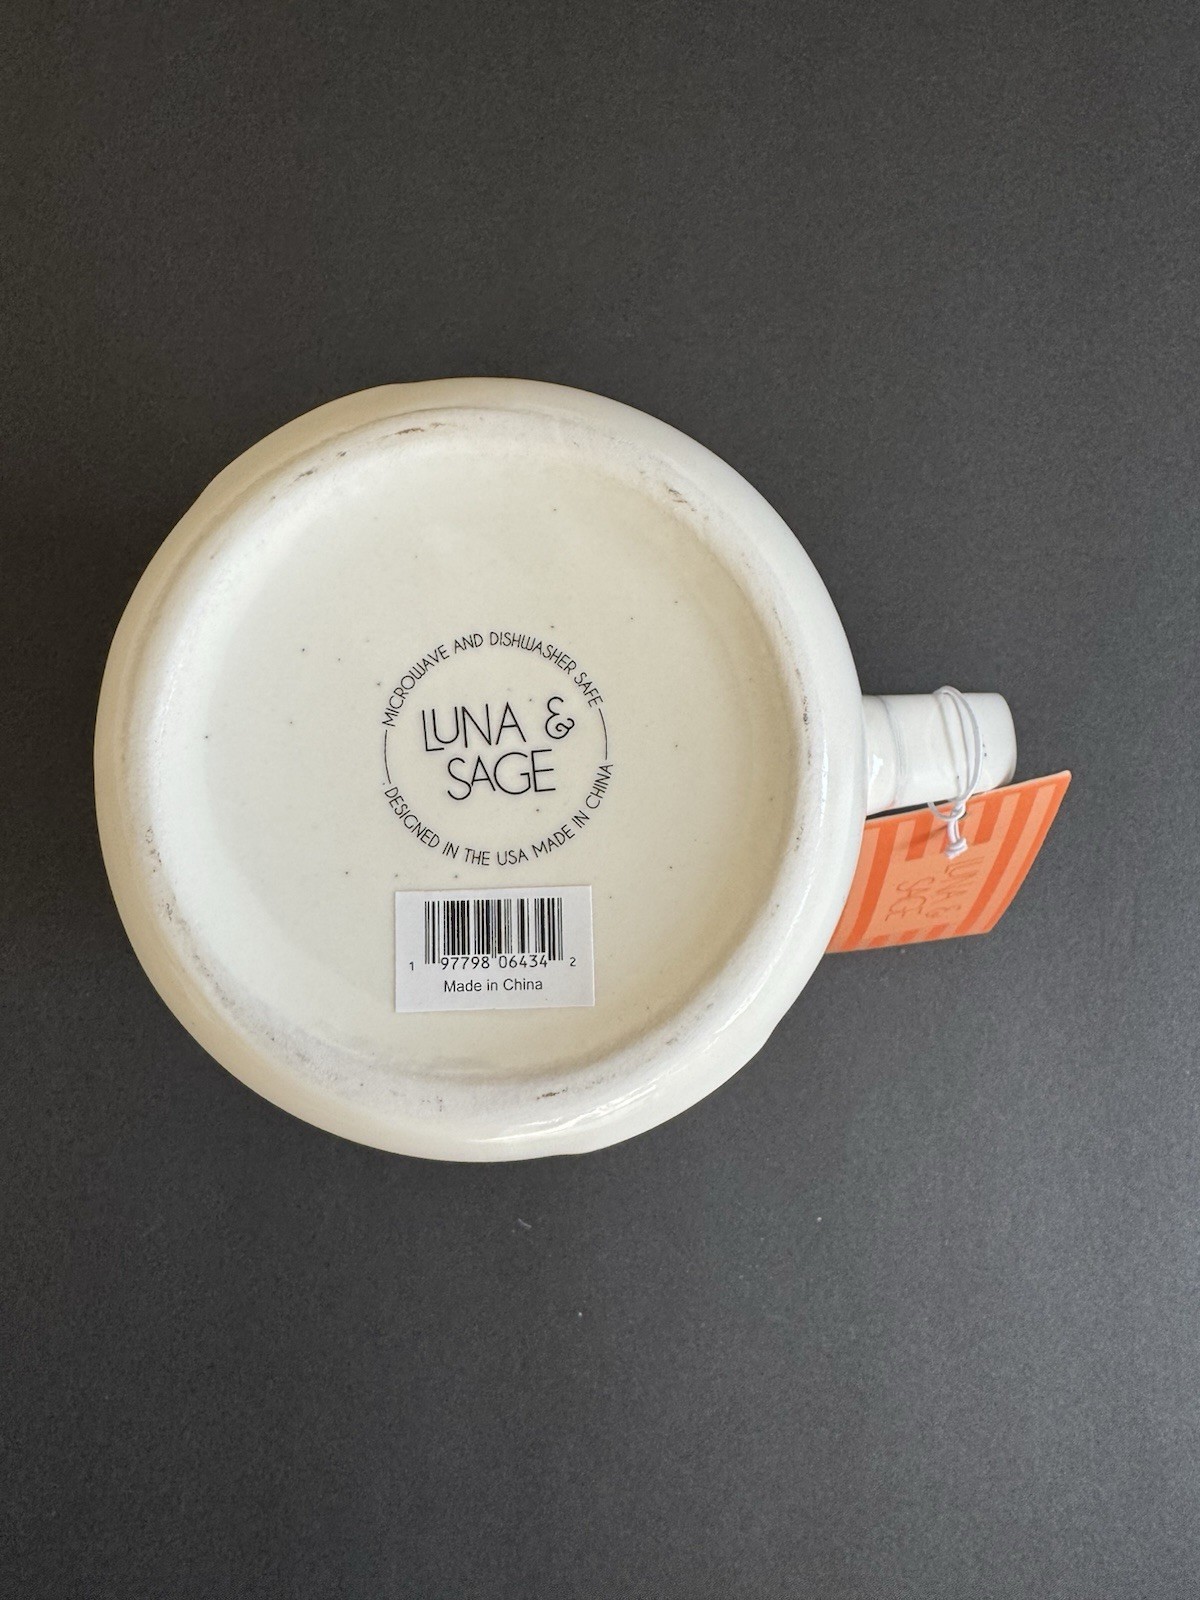 MICROWAVE AND DISHWASHER SAFE
LUNA &
SAGE
DESIGNED IN THE USA MADE IN CHINA
1 97798 06434 2
Made in China
LUNA &
SAGE